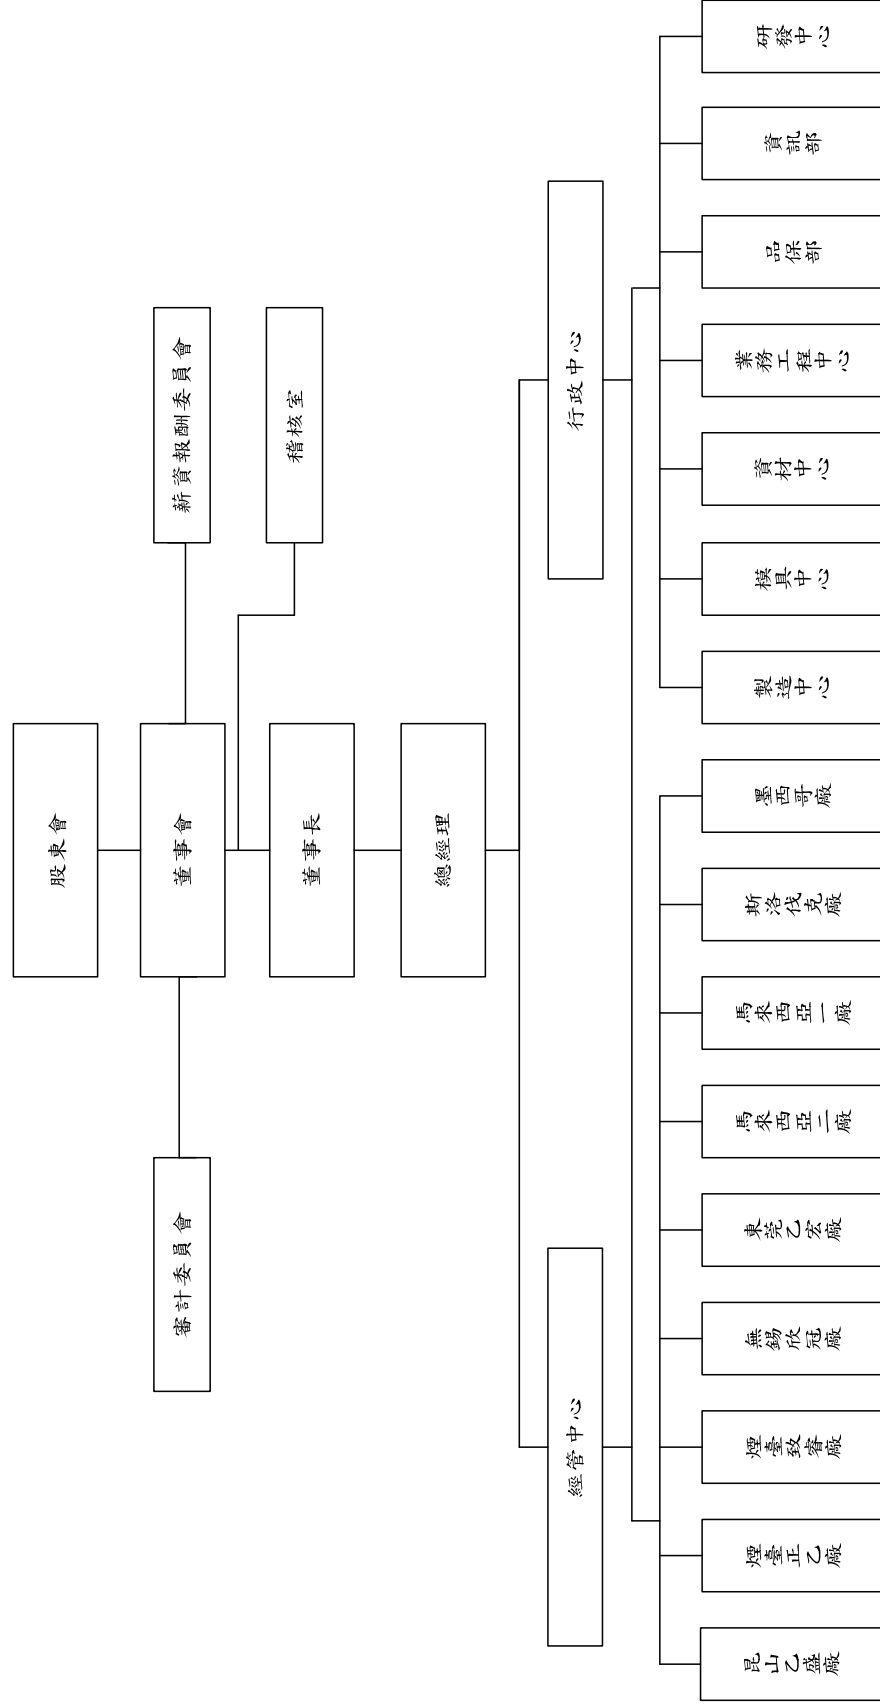 股東會
審計委員會
董事會
薪資報酬委員會
稽核室
董事長
總經理
經管中心
行政中心
昆山乙盛廠
煙臺正乙廠
煙臺致睿廠
無錫欣冠廠
東莞乙宏廠
馬來西亞二廠
馬來西亞一廠
斯洛伐克廠
墨西哥廠
製造中心
模具中心
資材中心
業務工程中心
品保部
資訊部
研發中心